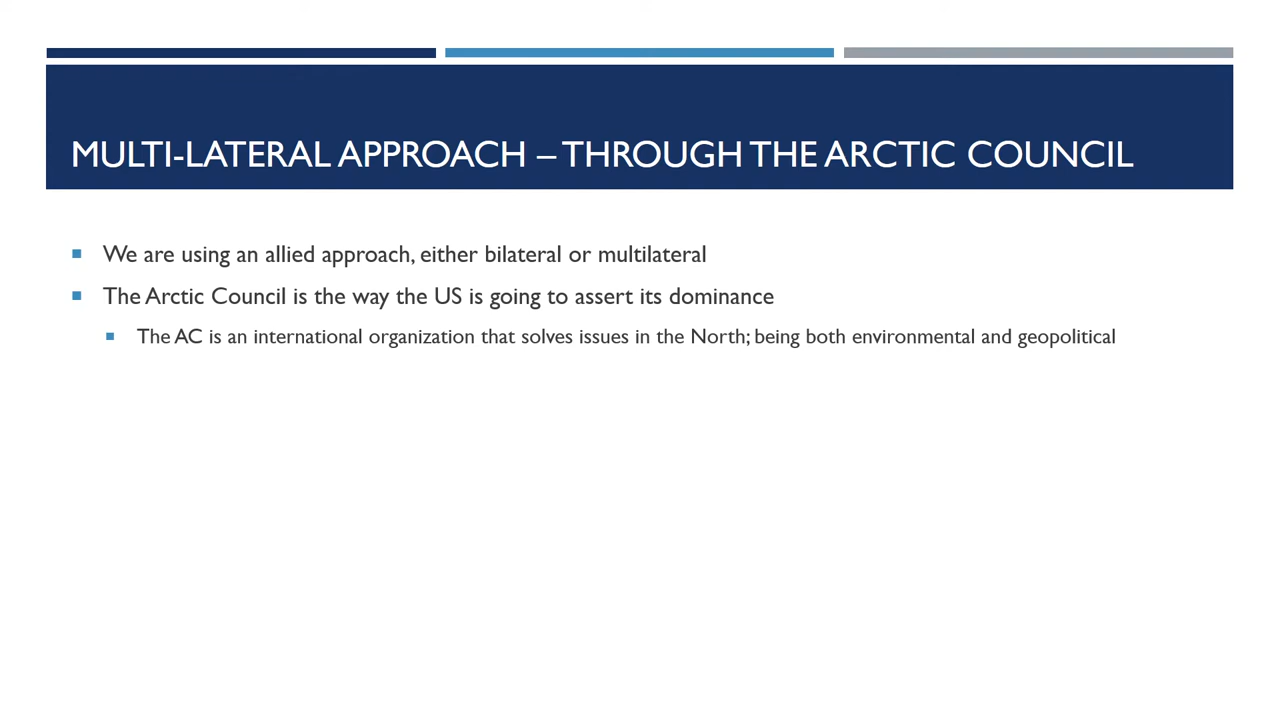 MULTI-LATERAL APPROACH – THROUGH THE ARCTIC COUNCIL
We are using an allied approach, either bilateral or multilateral
The Arctic Council is the way the US is going to assert its dominance
The AC is an international organization that solves issues in the North; being both environmental and geopolitical